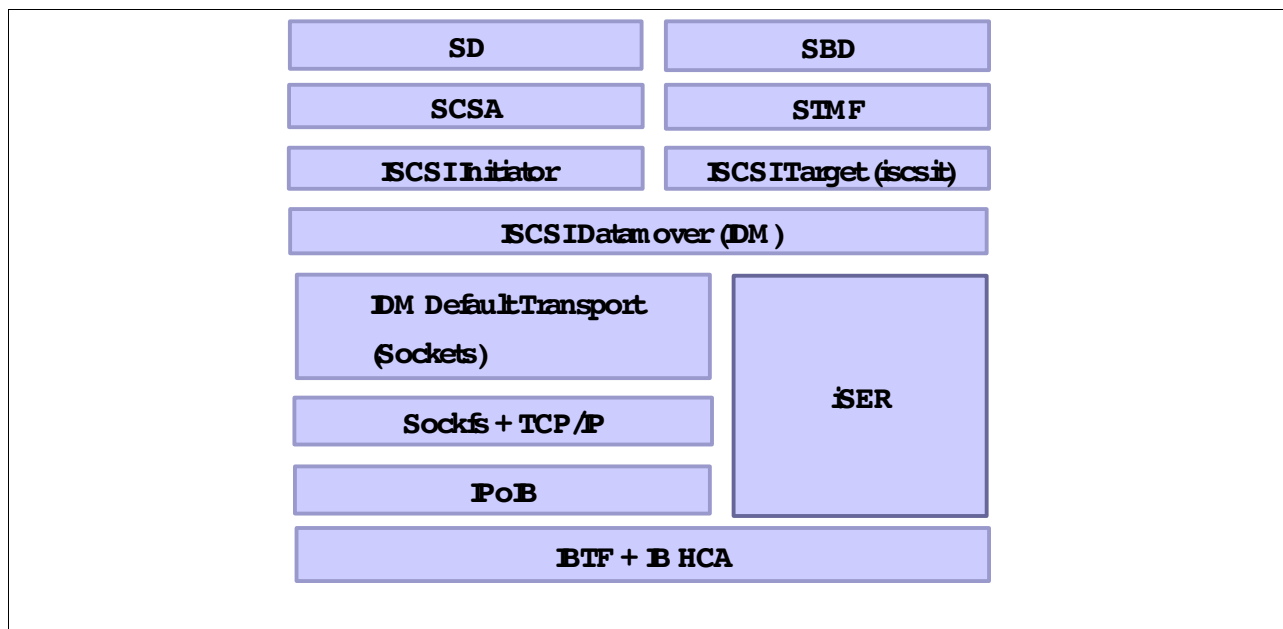 SD
SBD
SCSA
STMF
ISCSI Initiator
ISCSI Target (iscsit)
ISCSI Datamover (IDM)
IDM Default Transport
(Sockets)
iSER
Sockfs + TCP/IP
IPoIB
IBTF + IB HCA